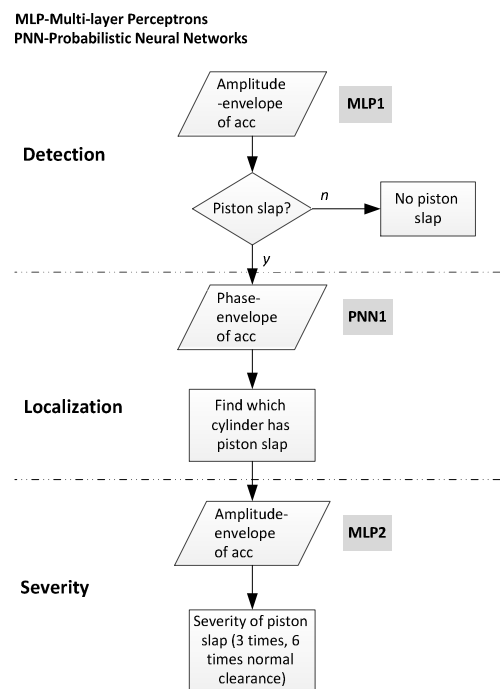 MLP-Multi-layer Perceptrons
PNN-Probabilistic Neural Networks
Amplitude
-envelope
of acc
MLP1
Detection
Piston slap?
n
No piston
slap
y
Phase-
envelope
of acc
PNN1
Localization
Find which
cylinder has
piston slap
Amplitude-
envelope
of acc
MLP2
Severity
Severity of piston
slap (3 times, 6
times normal
clearance)